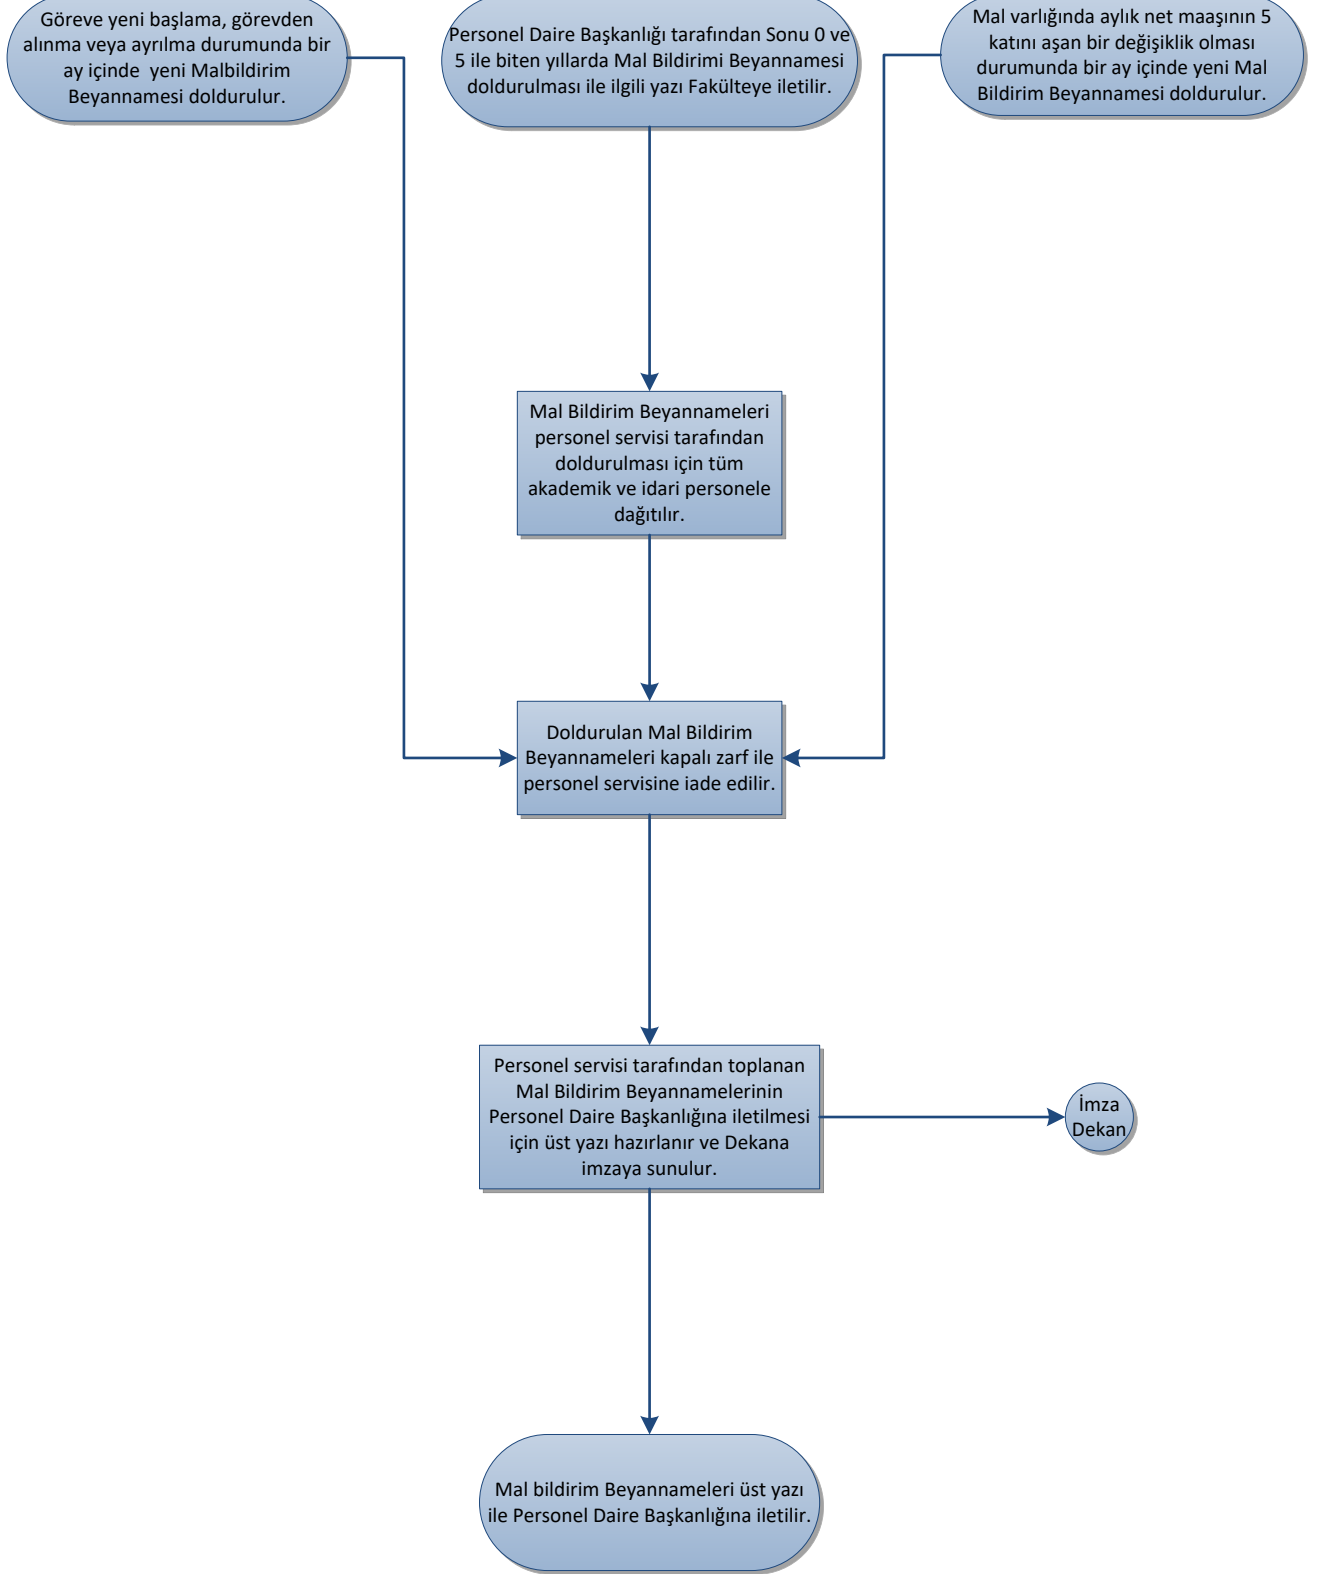 Göreve yeni başlama, görevden
alınma veya ayrılma durumunda bir
ay içinde  yeni Malbildirim
Beyannamesi doldurulur.
Personel Daire Başkanlığı tarafından Sonu 0 ve
5 ile biten yıllarda Mal Bildirimi Beyannamesi
doldurulması ile ilgili yazı Fakülteye iletilir.
Mal varlığında aylık net maaşının 5
katını aşan bir değişiklik olması
durumunda bir ay içinde yeni Mal
Bildirim Beyannamesi doldurulur.
Mal Bildirim Beyannameleri
personel servisi tarafından
doldurulması için tüm
akademik ve idari personele
dağıtılır.
Doldurulan Mal Bildirim
Beyannameleri kapalı zarf ile
personel servisine iade edilir.
Personel servisi tarafından toplanan
Mal Bildirim Beyannamelerinin
Personel Daire Başkanlığına iletilmesi
için üst yazı hazırlanır ve Dekana
imzaya sunulur.
İmza
Dekan
Mal bildirim Beyannameleri üst yazı
ile Personel Daire Başkanlığına iletilir.